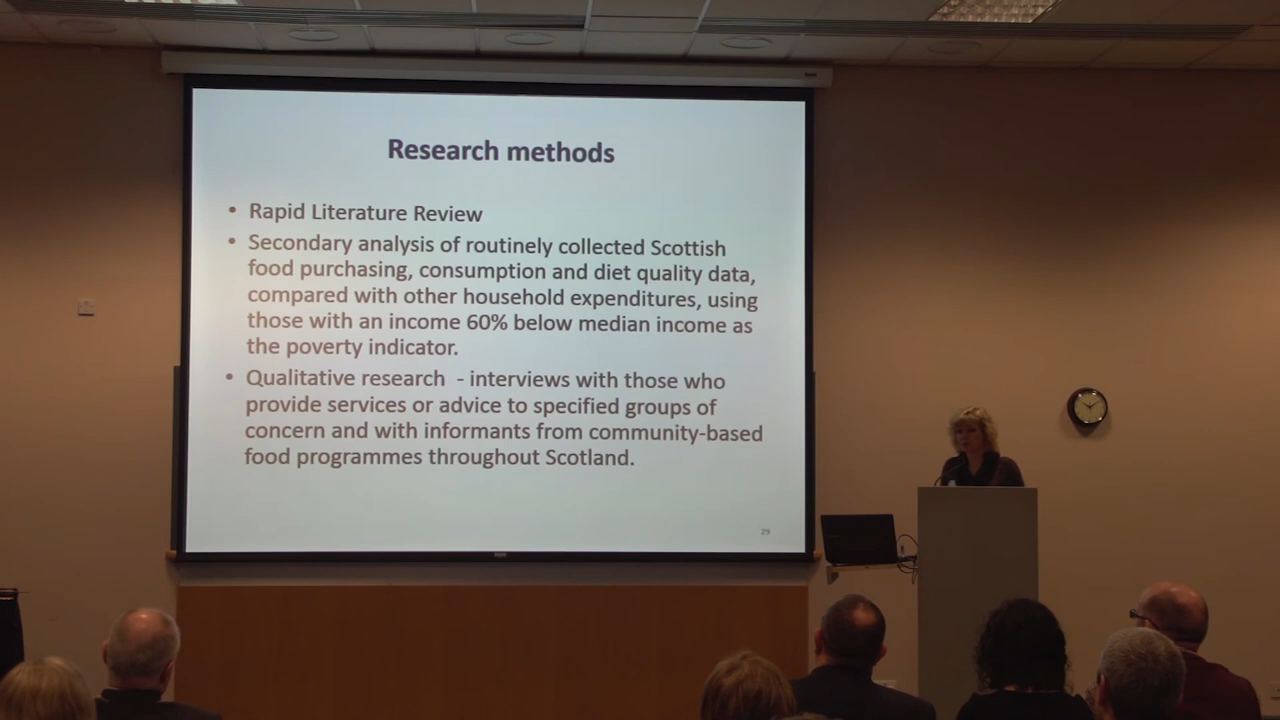 Research methods
• Rapid Literature Review
• Secondary analysis of routinely collected Scottish
food purchasing, consumption and diet quality data,
compared with other household expenditures, using
those with an income 60% below median income as
the poverty indicator.
• Qualitative research - interviews with those who
provide services or advice to specified groups of
concern and with informants from community-based
food programmes throughout Scotland.
29